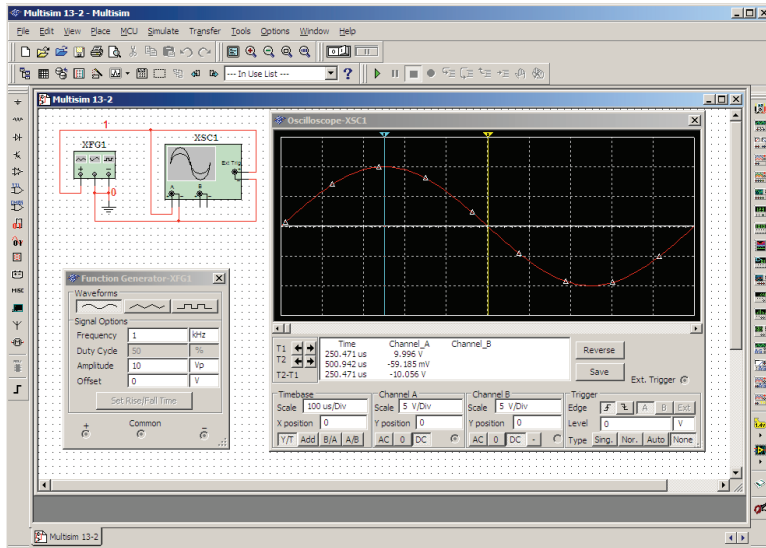 Multisim 13-2 - Multisim
File Edit View Place MCU Simulate Transfer Tools Options Window Help
--- In Use List ---
?
Multisim 13-2
1
XFG1
XSC1
Ext Trig
A B
0
Oscilloscope-XSC1
Function Generator-XFG1
Waveforms
Signal Options
Frequency 1 kHz
Duty Cycle 50 %
Amplitude 10 Vp
Offset 0 V
Set Rise/Fall Time
+ Common -
Time Channel_A Channel_B
T1 250.471 us 9.996 V
T2 500.942 us -59.185 mV
T2-T1 250.471 us -10.056 V
Reverse
Save
Ext. Trigger
Timebase
Scale 100 us/Div
X position 0
Y/T Add B/A A/B
Channel A
Scale 5 V/Div
Y position 0
AC 0 DC
Channel B
Scale 5 V/Div
Y position 0
AC 0 DC -
Trigger
Edge A B Ext
Level 0 V
Type Sing. Nor. Auto None
MISC
Multisim 13-2